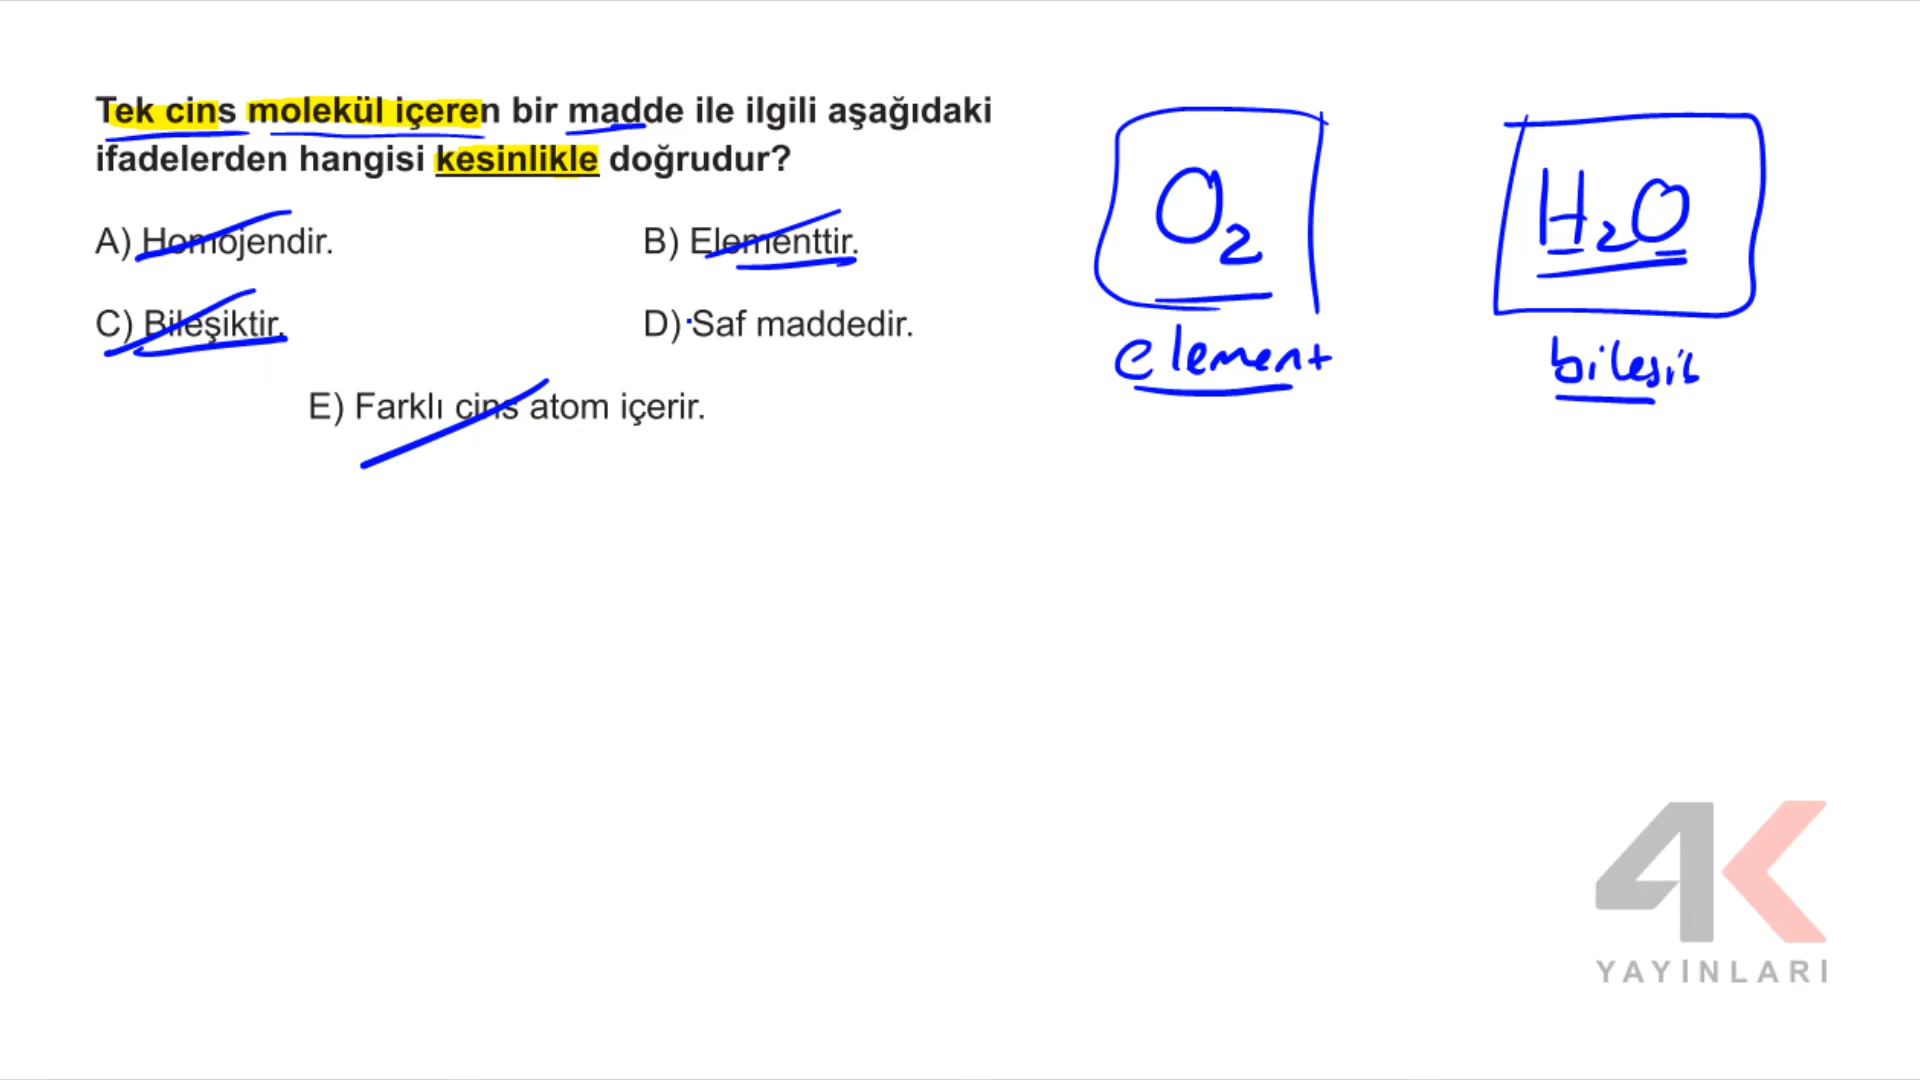 Tek cins molekül içeren bir madde ile ilgili aşağıdaki
ifadelerden hangisi kesinlikle doğrudur?
A) Homojendir.
B) Elementtir.
C) Bileşiktir.
D) Saf maddedir.
E) Farklı cins atom içerir.
O2
element
H2O
bileşik
4K
YAYINLARI